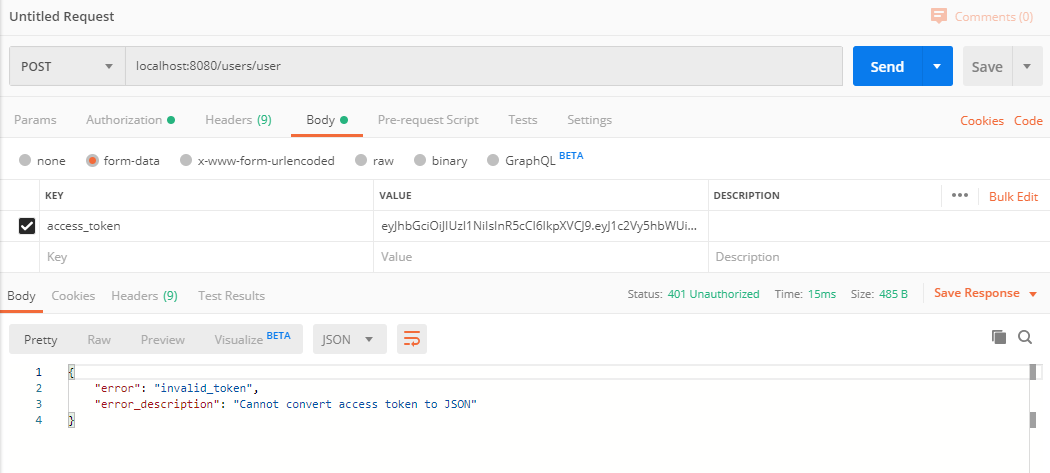 Untitled Request
Comments (0)
POST
localhost:8080/users/user
Send
Save
Params Authorization Headers (9) Body Pre-request Script Tests Settings Cookies Code
none form-data x-www-form-urlencoded raw binary GraphQL BETA
KEY VALUE DESCRIPTION ••• Bulk Edit
access_token eyJhbGciOiJIUzI1NiIsInR5cCI6IkpXVCJ9.eyJ1c2Vy5hbWUi...
Key Value Description
Body Cookies Headers (9) Test Results Status: 401 Unauthorized Time: 15ms Size: 485 B Save Response
Pretty Raw Preview Visualize BETA JSON
1 {
2 "error": "invalid_token",
3 "error_description": "Cannot convert access token to JSON"
4 }